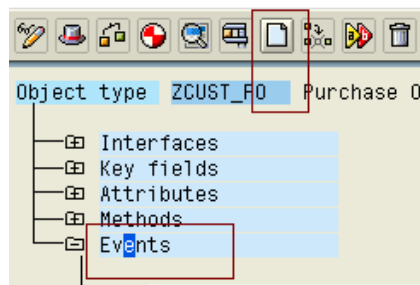 Object type ZCUST_PO Purchase O
Interfaces
Key fields
Attributes
Methods
Events